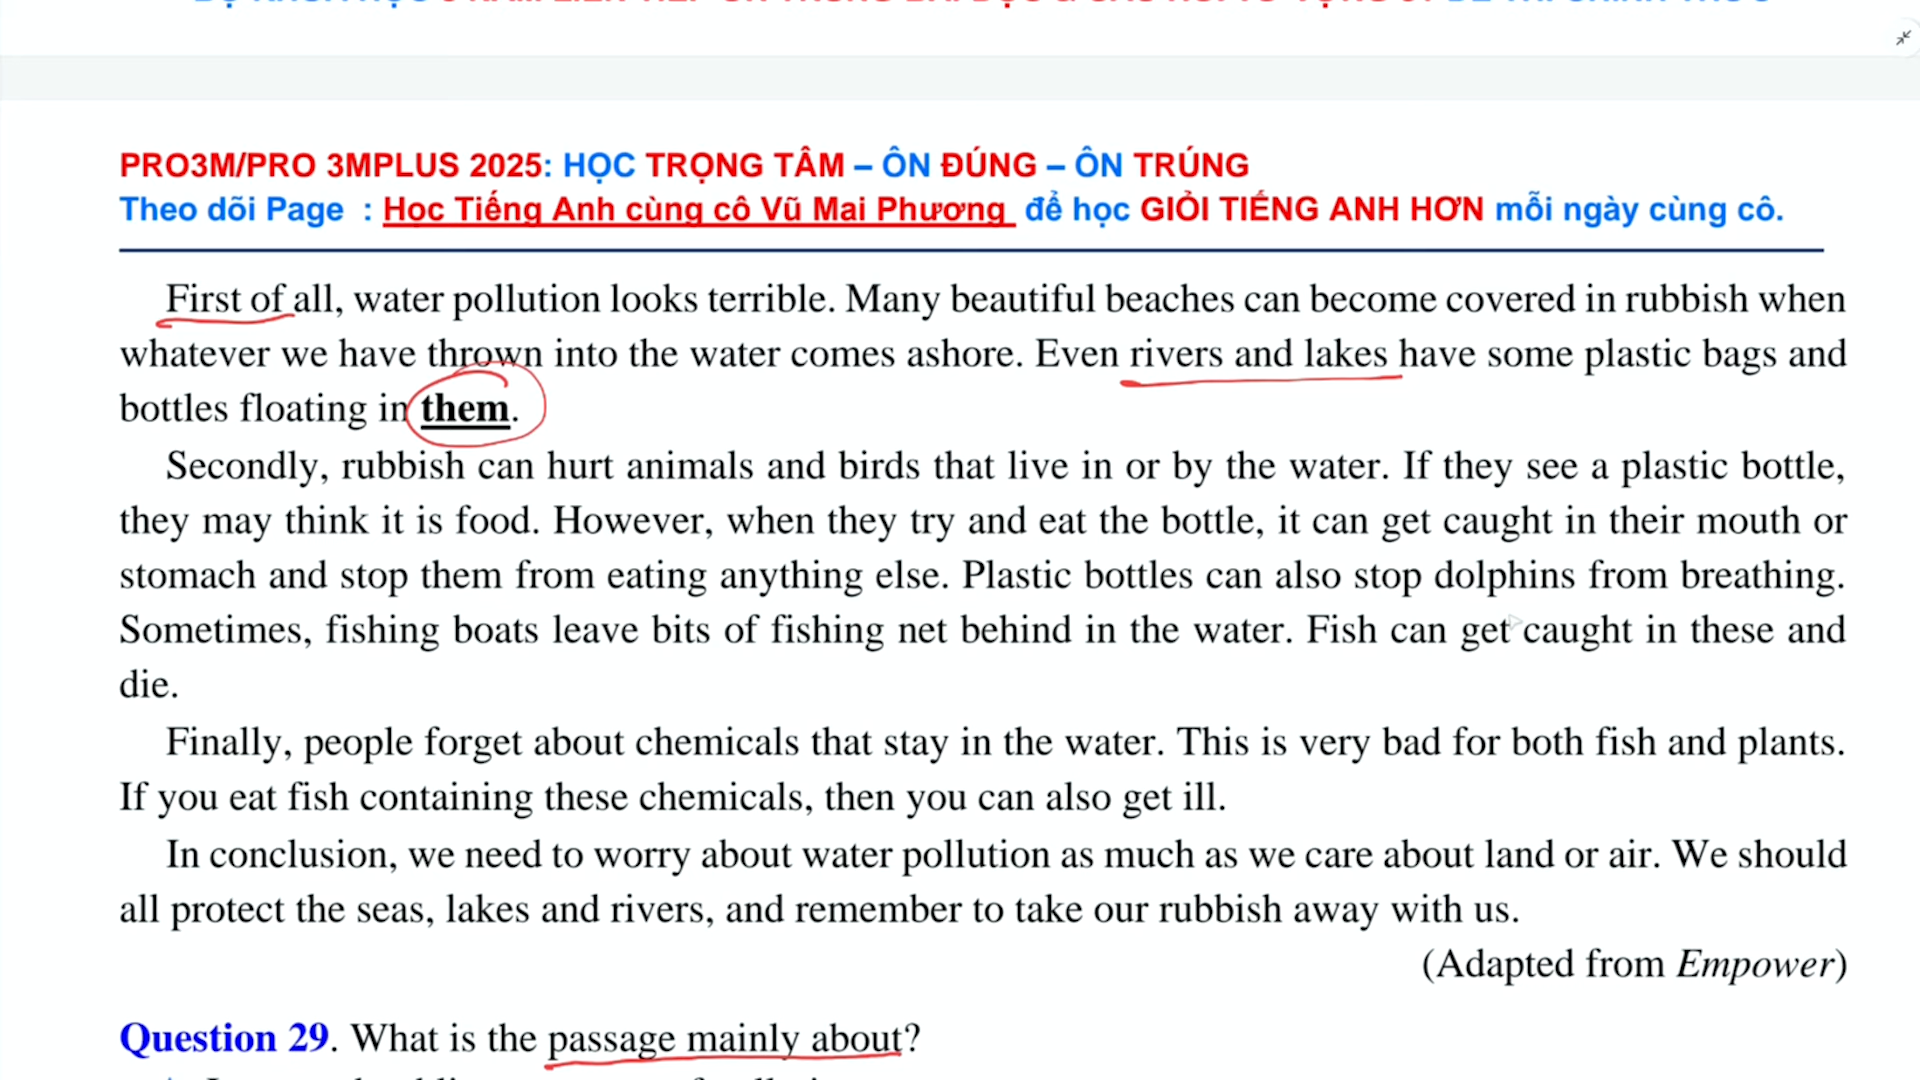 PRO3M/PRO 3MPLUS 2025: HỌC TRỌNG TÂM – ÔN ĐÚNG – ÔN TRÚNG
Theo dõi Page : Học Tiếng Anh cùng cô Vũ Mai Phương để học GIỎI TIẾNG ANH HƠN mỗi ngày cùng cô.
First of all, water pollution looks terrible. Many beautiful beaches can become covered in rubbish when
whatever we have thrown into the water comes ashore. Even rivers and lakes have some plastic bags and
bottles floating in them.
Secondly, rubbish can hurt animals and birds that live in or by the water. If they see a plastic bottle,
they may think it is food. However, when they try and eat the bottle, it can get caught in their mouth or
stomach and stop them from eating anything else. Plastic bottles can also stop dolphins from breathing.
Sometimes, fishing boats leave bits of fishing net behind in the water. Fish can get caught in these and
die.
Finally, people forget about chemicals that stay in the water. This is very bad for both fish and plants.
If you eat fish containing these chemicals, then you can also get ill.
In conclusion, we need to worry about water pollution as much as we care about land or air. We should
all protect the seas, lakes and rivers, and remember to take our rubbish away with us.
(Adapted from Empower)
Question 29. What is the passage mainly about?